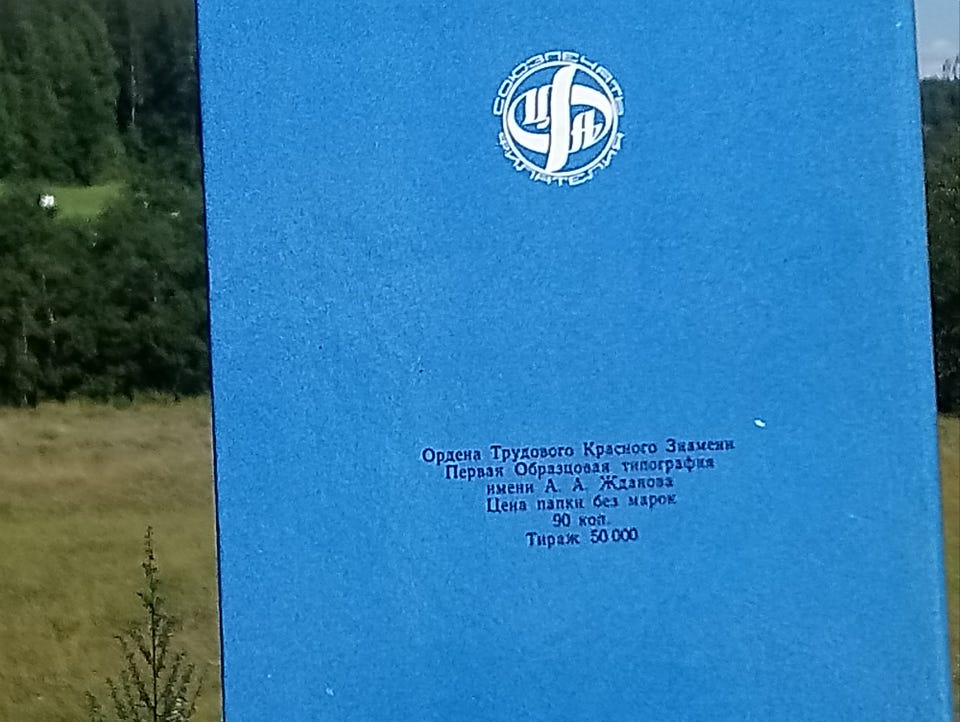 СОЮЗПЕЧАТЬ
ЦФА
ФИЛАТЕЛИЯ
Ордена Трудового Красного Знамени
Первая Образцовая типография
имени А. А. Жданова
Цена папки без марок
90 коп.
Тираж 50 000